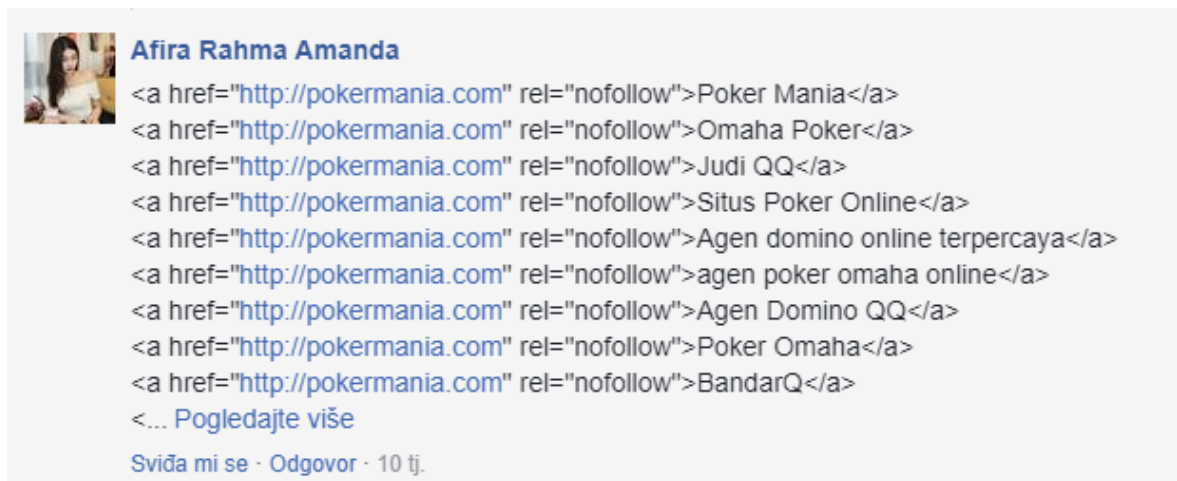 Afira Rahma Amanda
<a href="http://pokermania.com" rel="nofollow">Poker Mania</a>
<a href="http://pokermania.com" rel="nofollow">Omaha Poker</a>
<a href="http://pokermania.com" rel="nofollow">Judi QQ</a>
<a href="http://pokermania.com" rel="nofollow">Situs Poker Online</a>
<a href="http://pokermania.com" rel="nofollow">Agen domino online terpercaya</a>
<a href="http://pokermania.com" rel="nofollow">agen poker omaha online</a>
<a href="http://pokermania.com" rel="nofollow">Agen Domino QQ</a>
<a href="http://pokermania.com" rel="nofollow">Poker Omaha</a>
<a href="http://pokermania.com" rel="nofollow">BandarQ</a>
<... Pogledajte više
Sviđa mi se · Odgovor · 10 tj.